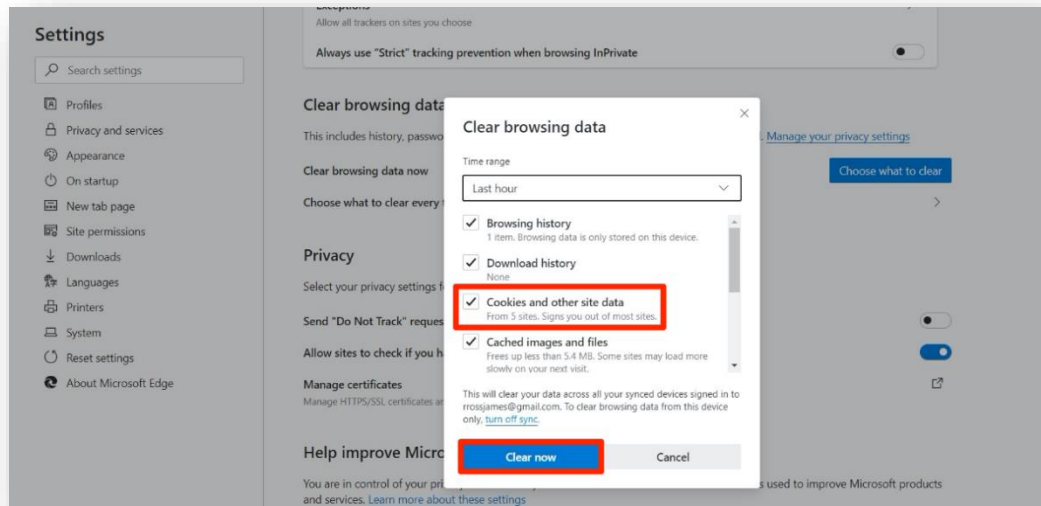 Exceptions
Allow all trackers on sites you choose
Always use "Strict" tracking prevention when browsing InPrivate
Settings
Search settings
Profiles
Privacy and services
Appearance
On startup
New tab page
Site permissions
Downloads
Languages
Printers
System
Reset settings
About Microsoft Edge
Clear browsing data
This includes history, passwo
. Manage your privacy settings
Clear browsing data now
Choose what to clear
Choose what to clear every
Privacy
Select your privacy settings
Send "Do Not Track" reques
Allow sites to check if you h
Manage certificates
Manage HTTPS/SSL certificates
Help improve Micro
You are in control of your
s used to improve Microsoft products
and services. Learn more about these settings
Clear browsing data
Time range
Last hour
Browsing history
1 item. Browsing data is only stored on this device.
Download history
None
Cookies and other site data
From 5 sites. Signs you out of most sites.
Cached images and files
Frees up less than 5.4 MB. Some sites may load more
slowly on your next visit.
This will clear your data across all your synced devices signed in to
rrossjames@gmail.com. To clear browsing data from this device
only, turn off sync.
Clear now
Cancel